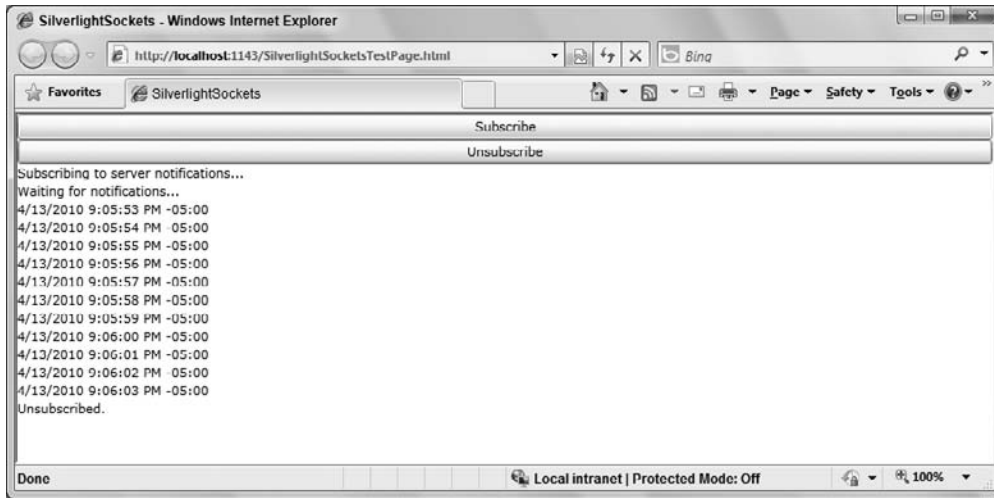 SilverlightSockets - Windows Internet Explorer
http://localhost:1143/SilverlightSocketsTestPage.html
Bing
Favorites
SilverlightSockets
Page
Safety
Tools
Subscribe
Unsubscribe
Subscribing to server notifications...
Waiting for notifications...
4/13/2010 9:05:53 PM -05:00
4/13/2010 9:05:54 PM -05:00
4/13/2010 9:05:55 PM -05:00
4/13/2010 9:05:56 PM -05:00
4/13/2010 9:05:57 PM -05:00
4/13/2010 9:05:58 PM -05:00
4/13/2010 9:05:59 PM -05:00
4/13/2010 9:06:00 PM -05:00
4/13/2010 9:06:01 PM -05:00
4/13/2010 9:06:02 PM -05:00
4/13/2010 9:06:03 PM -05:00
Unsubscribed.
Done
Local intranet | Protected Mode: Off
100%